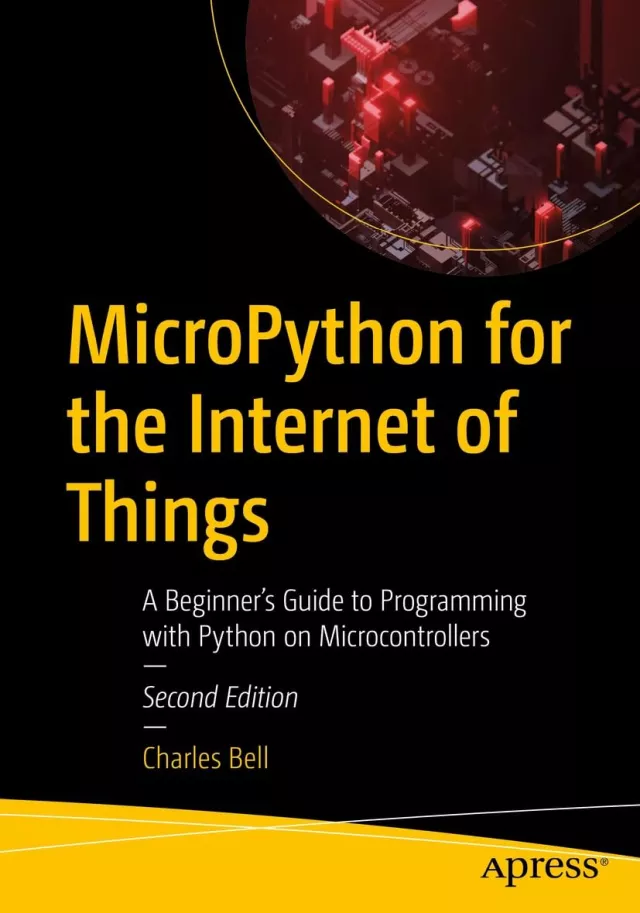 MicroPython for
the Internet of
Things
A Beginner’s Guide to Programming
with Python on Microcontrollers
—
Second Edition
—
Charles Bell
Apress®